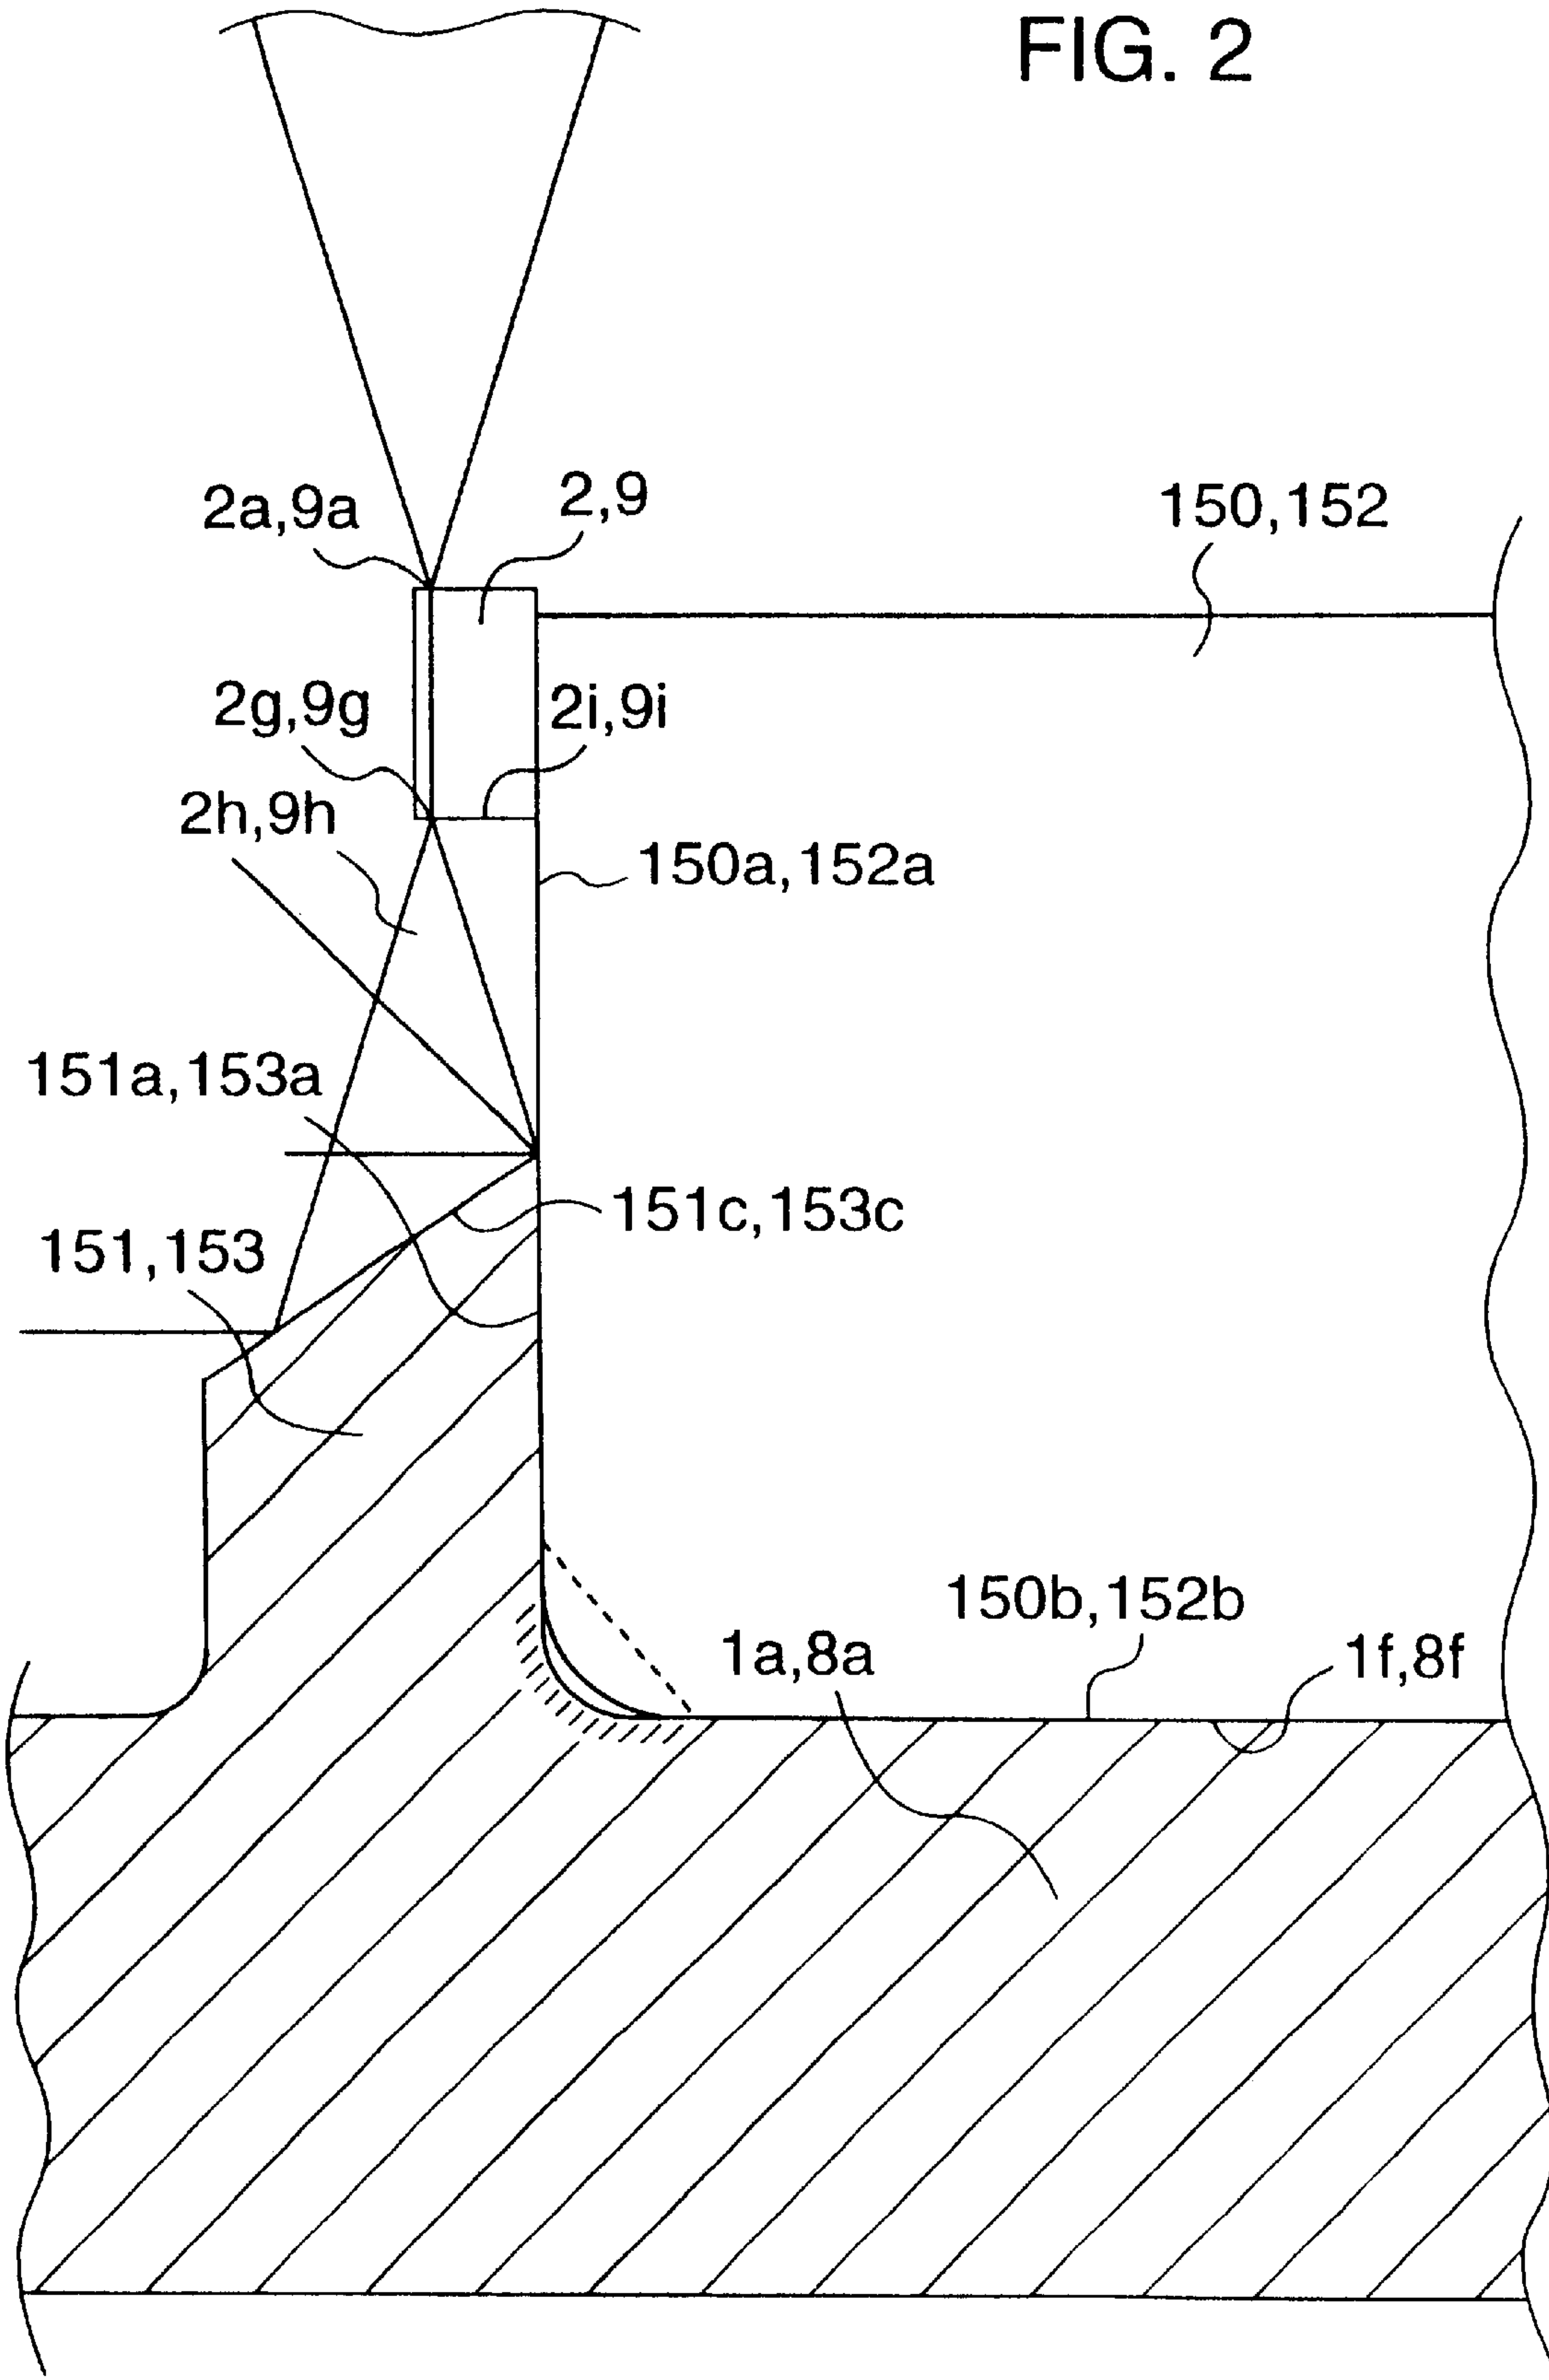 FIG. 2
2a,9a
2,9
150,152
2g,9g
2i,9i
2h,9h
150a,152a
151a,153a
151c,153c
151,153
150b,152b
1a,8a
1f,8f